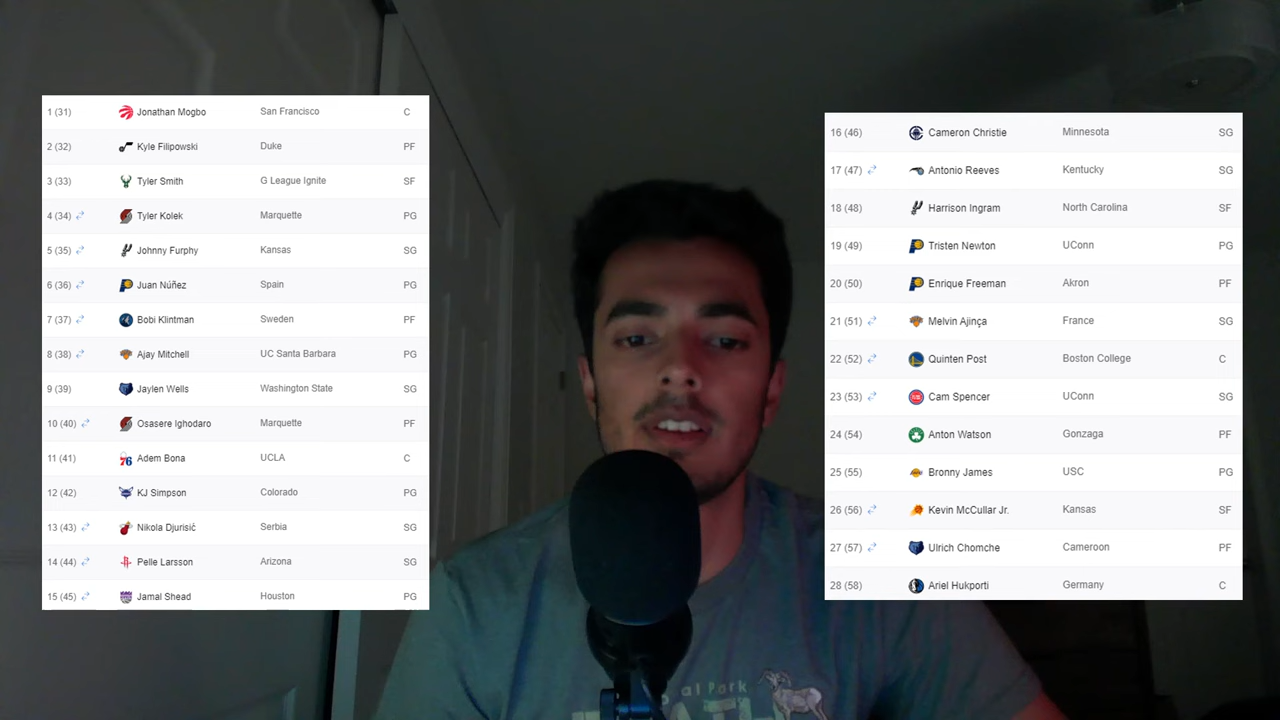 1 (31) Jonathan Mogbo San Francisco C
2 (32) Kyle Filipowski Duke PF
3 (33) Tyler Smith G League Ignite SF
4 (34) Tyler Kolek Marquette PG
5 (35) Johnny Furphy Kansas SG
6 (36) Juan Núñez Spain PG
7 (37) Bobi Klintman Sweden PF
8 (38) Ajay Mitchell UC Santa Barbara PG
9 (39) Jaylen Wells Washington State SG
10 (40) Osasere Ighodaro Marquette PF
11 (41) Adem Bona UCLA C
12 (42) KJ Simpson Colorado PG
13 (43) Nikola Djurisić Serbia SG
14 (44) Pelle Larsson Arizona SG
15 (45) Jamal Shead Houston PG
16 (46) Cameron Christie Minnesota SG
17 (47) Antonio Reeves Kentucky SG
18 (48) Harrison Ingram North Carolina SF
19 (49) Tristen Newton UConn PG
20 (50) Enrique Freeman Akron PF
21 (51) Melvin Ajinça France SG
22 (52) Quinten Post Boston College C
23 (53) Cam Spencer UConn SG
24 (54) Anton Watson Gonzaga PF
25 (55) Bronny James USC PG
26 (56) Kevin McCullar Jr. Kansas SF
27 (57) Ulrich Chomche Cameroon PF
28 (58) Ariel Hukporti Germany C
Park